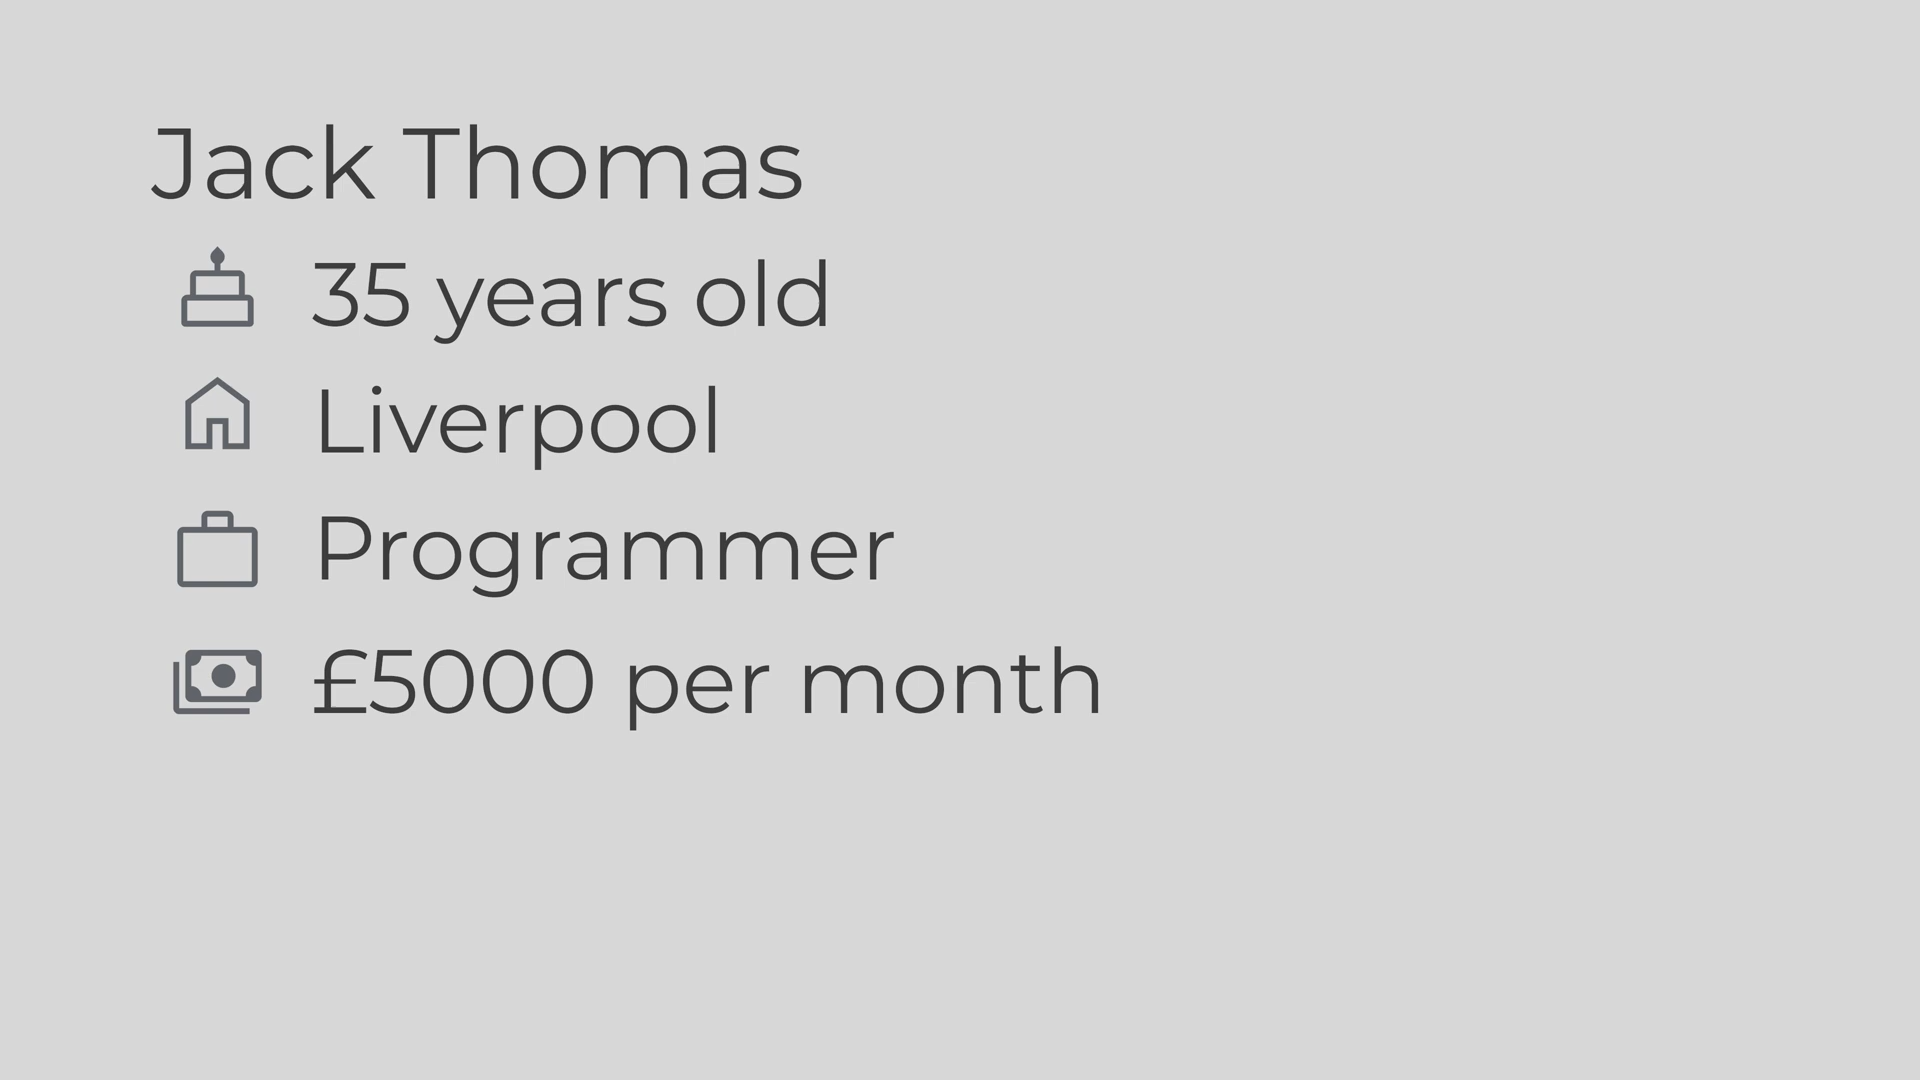 Jack Thomas
35 years old
Liverpool
Programmer
£5000 per month